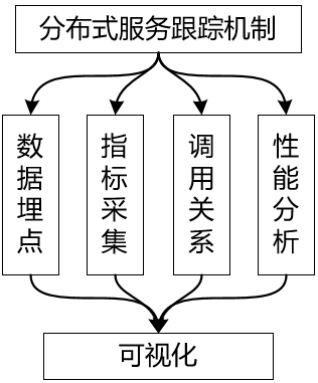 分布式服务跟踪机制
数据埋点
指标采集
调用关系
性能分析
可视化